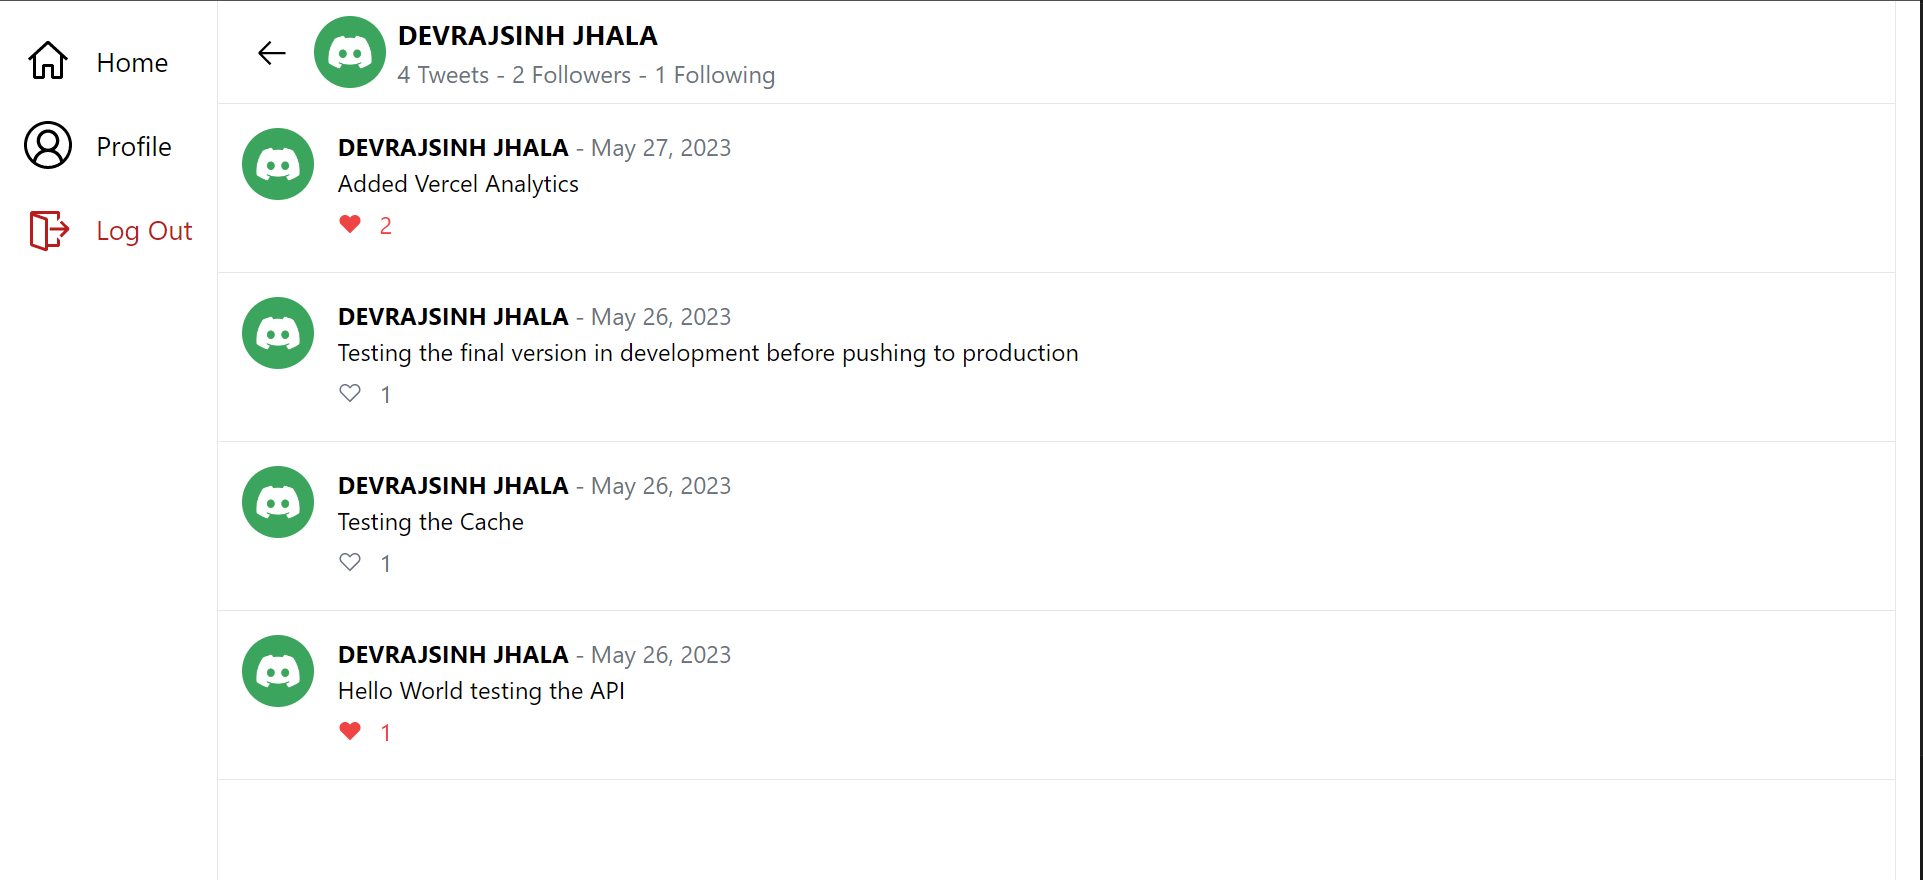 Home
Profile
Log Out
DEVRAJSINH JHALA
4 Tweets - 2 Followers - 1 Following
DEVRAJSINH JHALA - May 27, 2023
Added Vercel Analytics
2
DEVRAJSINH JHALA - May 26, 2023
Testing the final version in development before pushing to production
1
DEVRAJSINH JHALA - May 26, 2023
Testing the Cache
1
DEVRAJSINH JHALA - May 26, 2023
Hello World testing the API
1